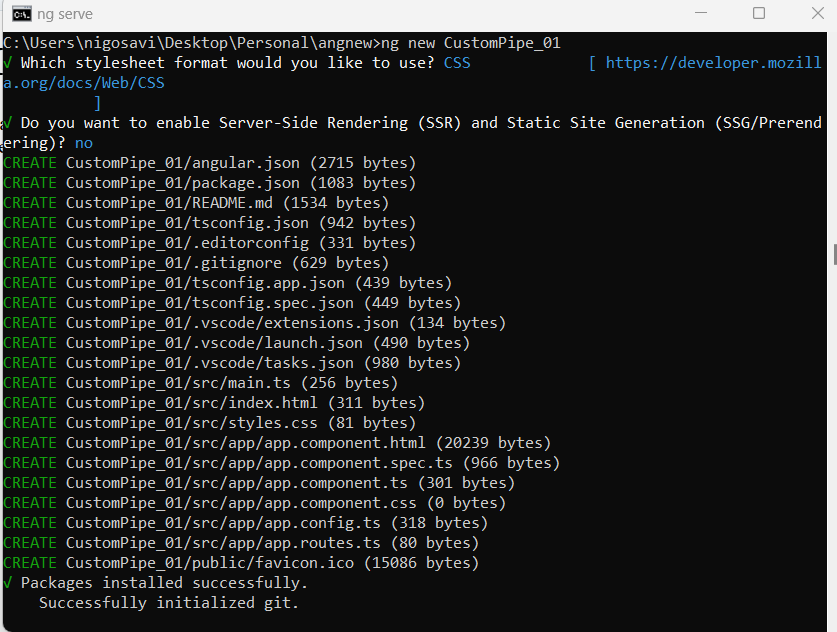 ng serve
C:\Users\nigosavi\Desktop\Personal\angnew>ng new CustomPipe_01
√ Which stylesheet format would you like to use? CSS [ https://developer.mozill
a.org/docs/Web/CSS
]
√ Do you want to enable Server-Side Rendering (SSR) and Static Site Generation (SSG/Prerend
ering)? no
CREATE CustomPipe_01/angular.json (2715 bytes)
CREATE CustomPipe_01/package.json (1083 bytes)
CREATE CustomPipe_01/README.md (1534 bytes)
CREATE CustomPipe_01/tsconfig.json (942 bytes)
CREATE CustomPipe_01/.editorconfig (331 bytes)
CREATE CustomPipe_01/.gitignore (629 bytes)
CREATE CustomPipe_01/tsconfig.app.json (439 bytes)
CREATE CustomPipe_01/tsconfig.spec.json (449 bytes)
CREATE CustomPipe_01/.vscode/extensions.json (134 bytes)
CREATE CustomPipe_01/.vscode/launch.json (490 bytes)
CREATE CustomPipe_01/.vscode/tasks.json (980 bytes)
CREATE CustomPipe_01/src/main.ts (256 bytes)
CREATE CustomPipe_01/src/index.html (311 bytes)
CREATE CustomPipe_01/src/styles.css (81 bytes)
CREATE CustomPipe_01/src/app/app.component.html (20239 bytes)
CREATE CustomPipe_01/src/app/app.component.spec.ts (966 bytes)
CREATE CustomPipe_01/src/app/app.component.ts (301 bytes)
CREATE CustomPipe_01/src/app/app.component.css (0 bytes)
CREATE CustomPipe_01/src/app/app.config.ts (318 bytes)
CREATE CustomPipe_01/src/app/app.routes.ts (80 bytes)
CREATE CustomPipe_01/public/favicon.ico (15086 bytes)
√ Packages installed successfully.
Successfully initialized git.